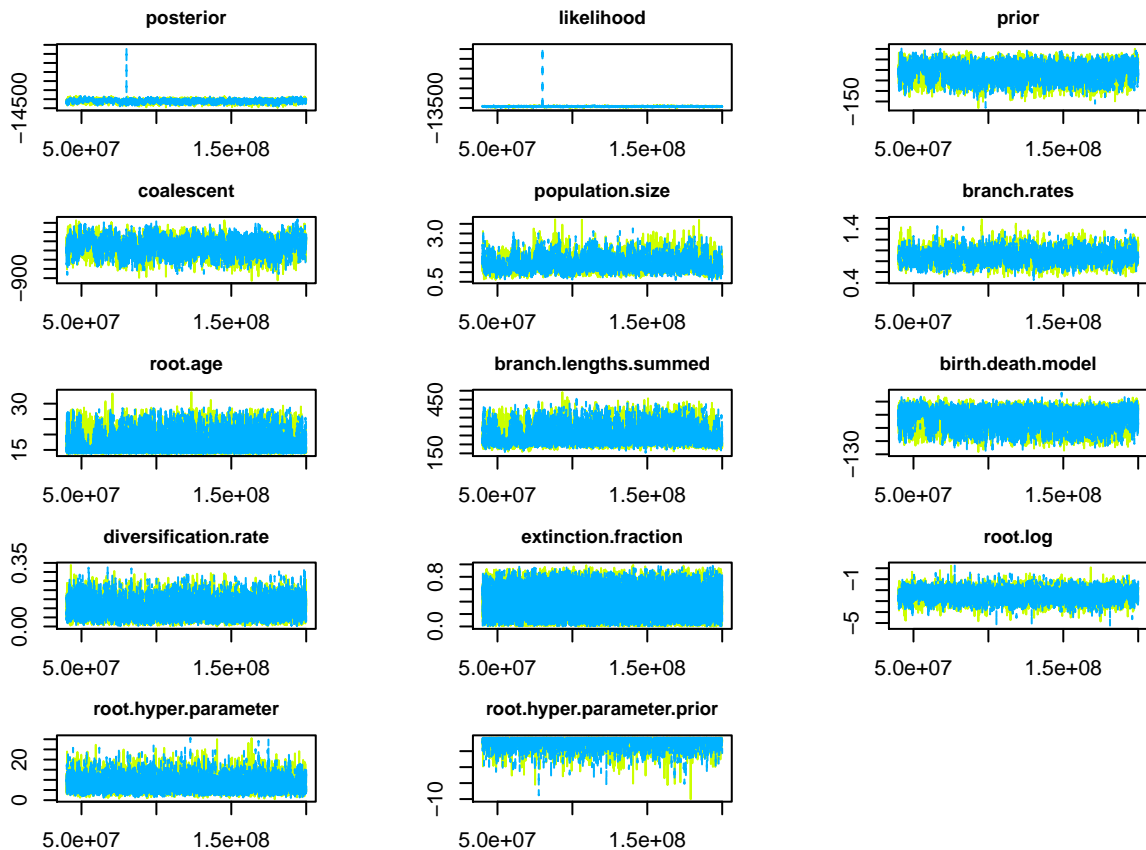 posterior
likelihood
prior
−14500
−13500
−150
5.0e+07 1.5e+08
5.0e+07 1.5e+08
5.0e+07 1.5e+08
coalescent
population.size
branch.rates
−900
3.0
0.5
1.4
0.4
5.0e+07 1.5e+08
5.0e+07 1.5e+08
5.0e+07 1.5e+08
root.age
branch.lengths.summed
birth.death.model
30
15
450
150
−130
5.0e+07 1.5e+08
5.0e+07 1.5e+08
5.0e+07 1.5e+08
diversification.rate
extinction.fraction
root.log
0.35
0.00
0.8
0.0
−1
−5
5.0e+07 1.5e+08
5.0e+07 1.5e+08
5.0e+07 1.5e+08
root.hyper.parameter
root.hyper.parameter.prior
20
0
−10
5.0e+07 1.5e+08
5.0e+07 1.5e+08